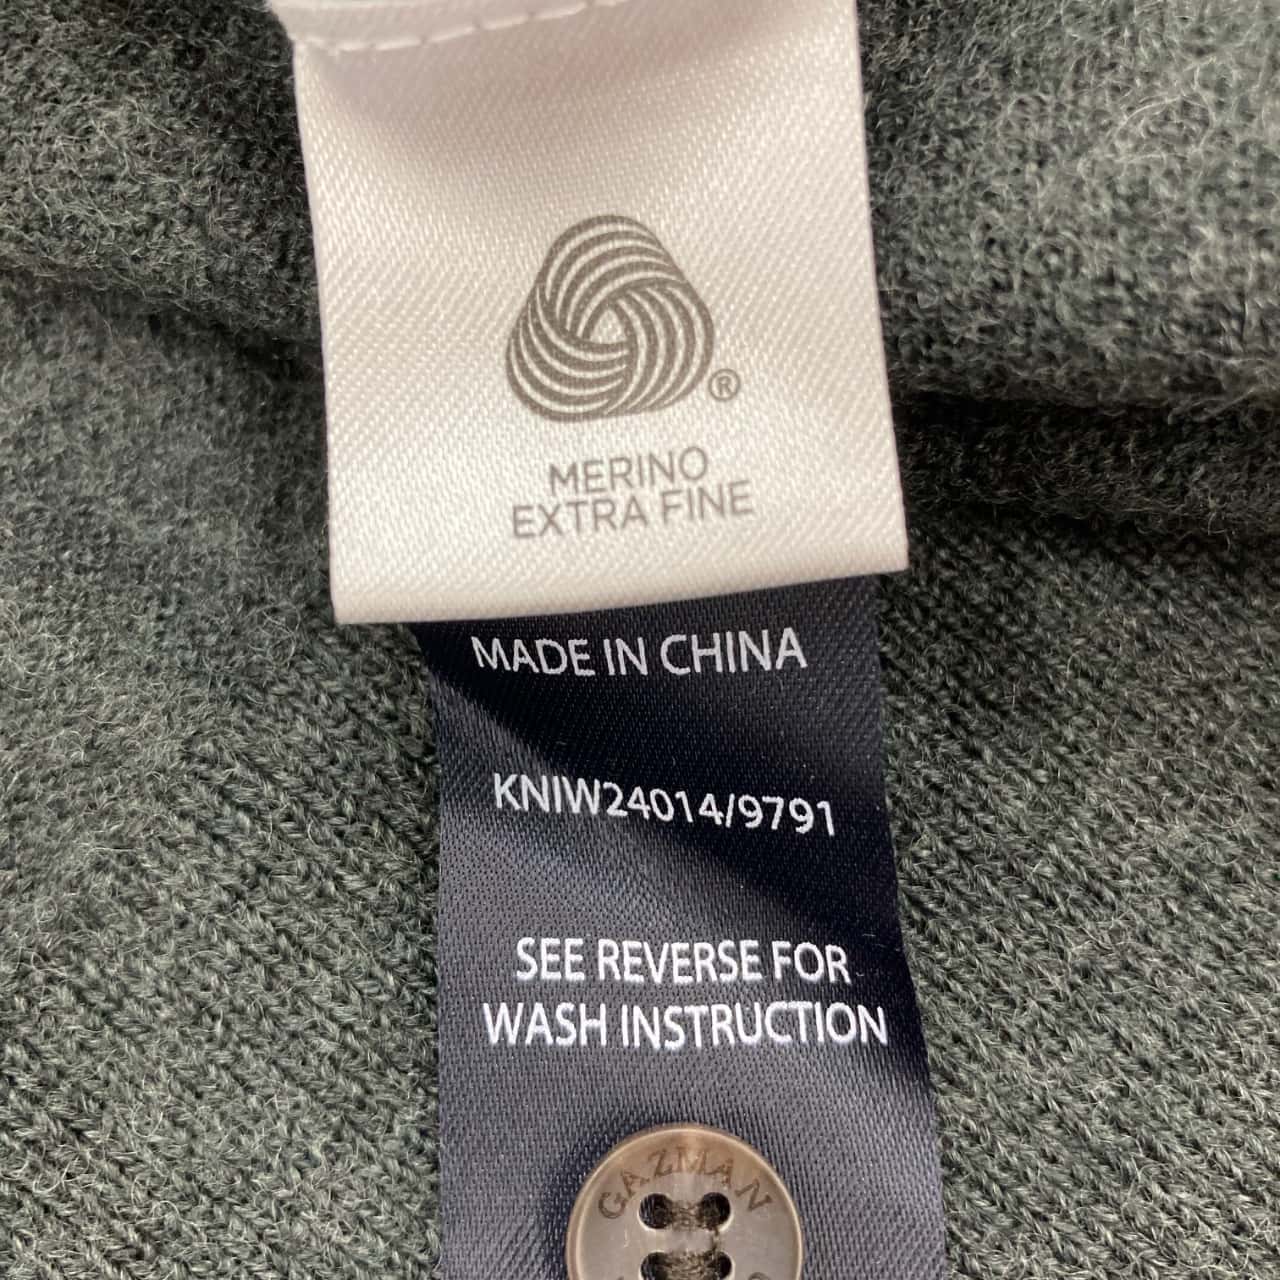 ®
MERINO
EXTRA FINE
MADE IN CHINA
KNIW24014/9791
SEE REVERSE FOR
WASH INSTRUCTION
GAZMAN